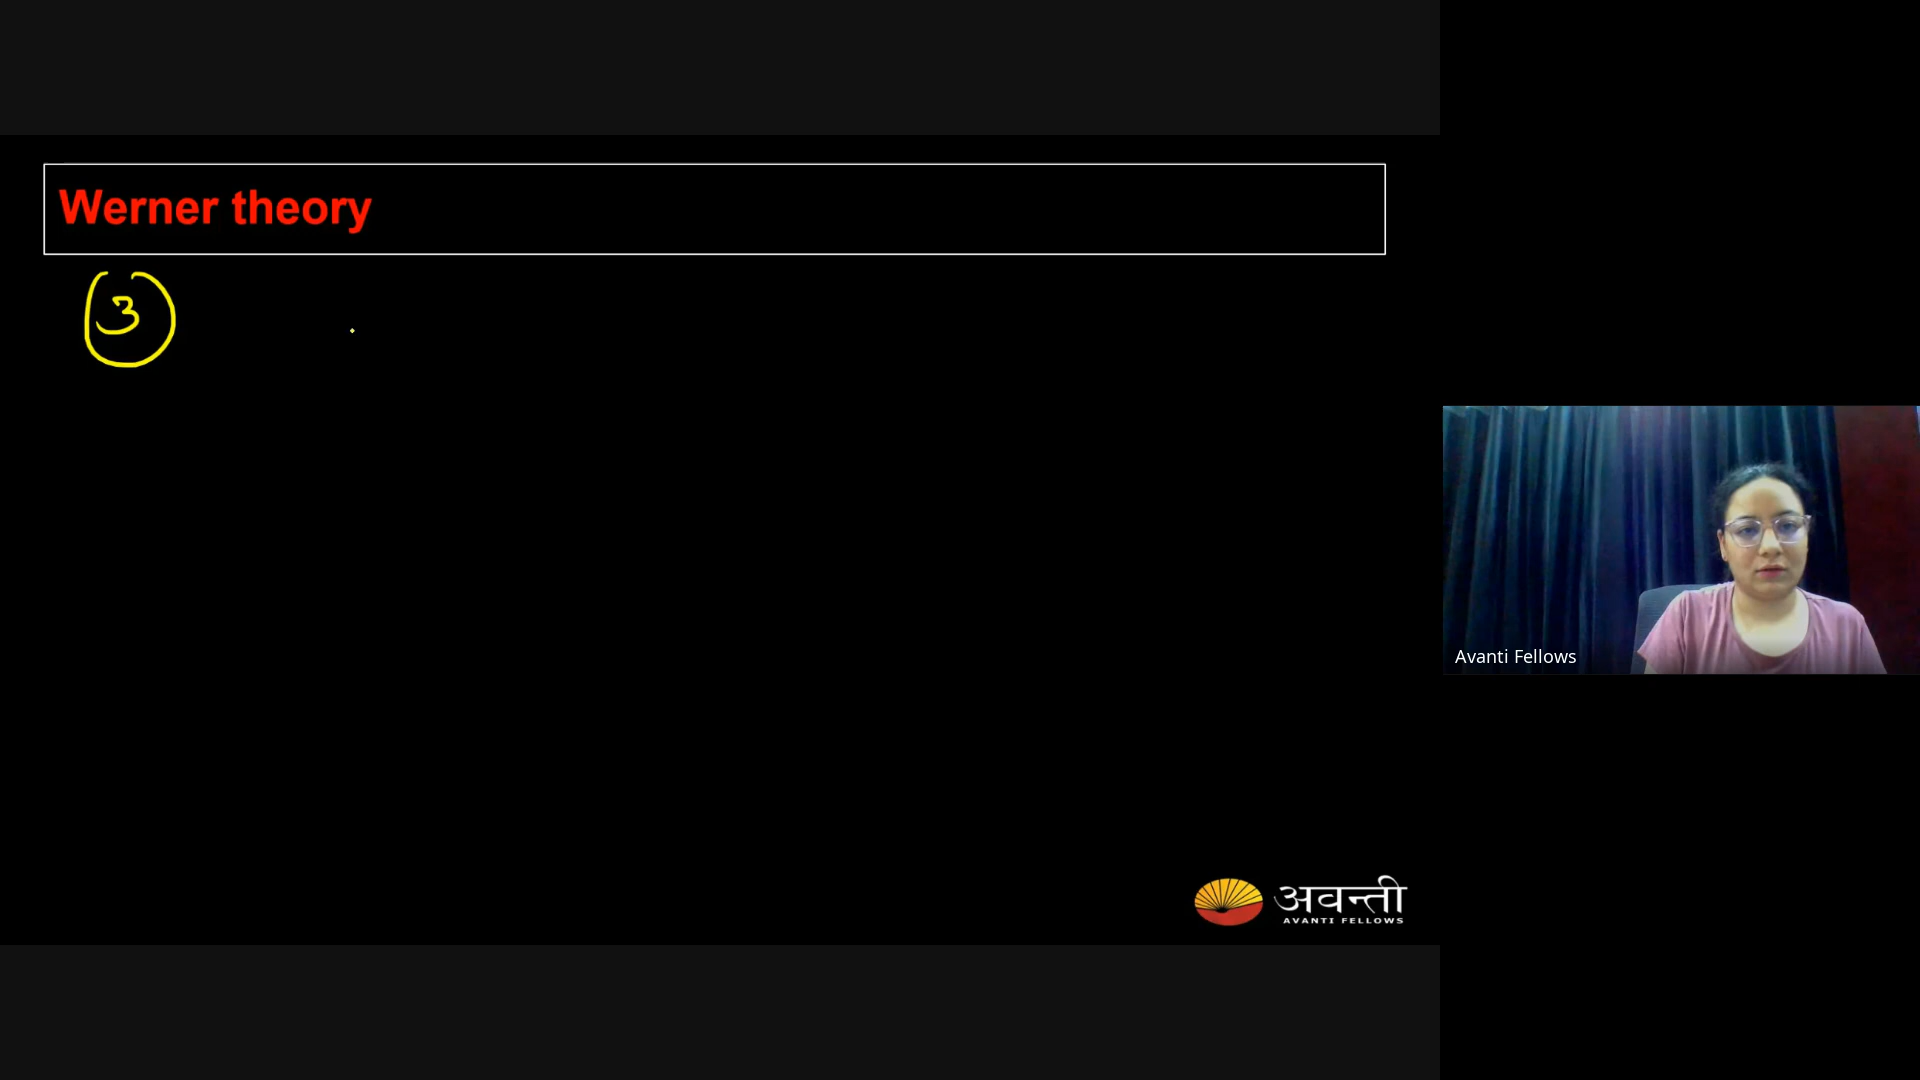 Werner theory
3
अवन्ती
AVANTI FELLOWS
Avanti Fellows